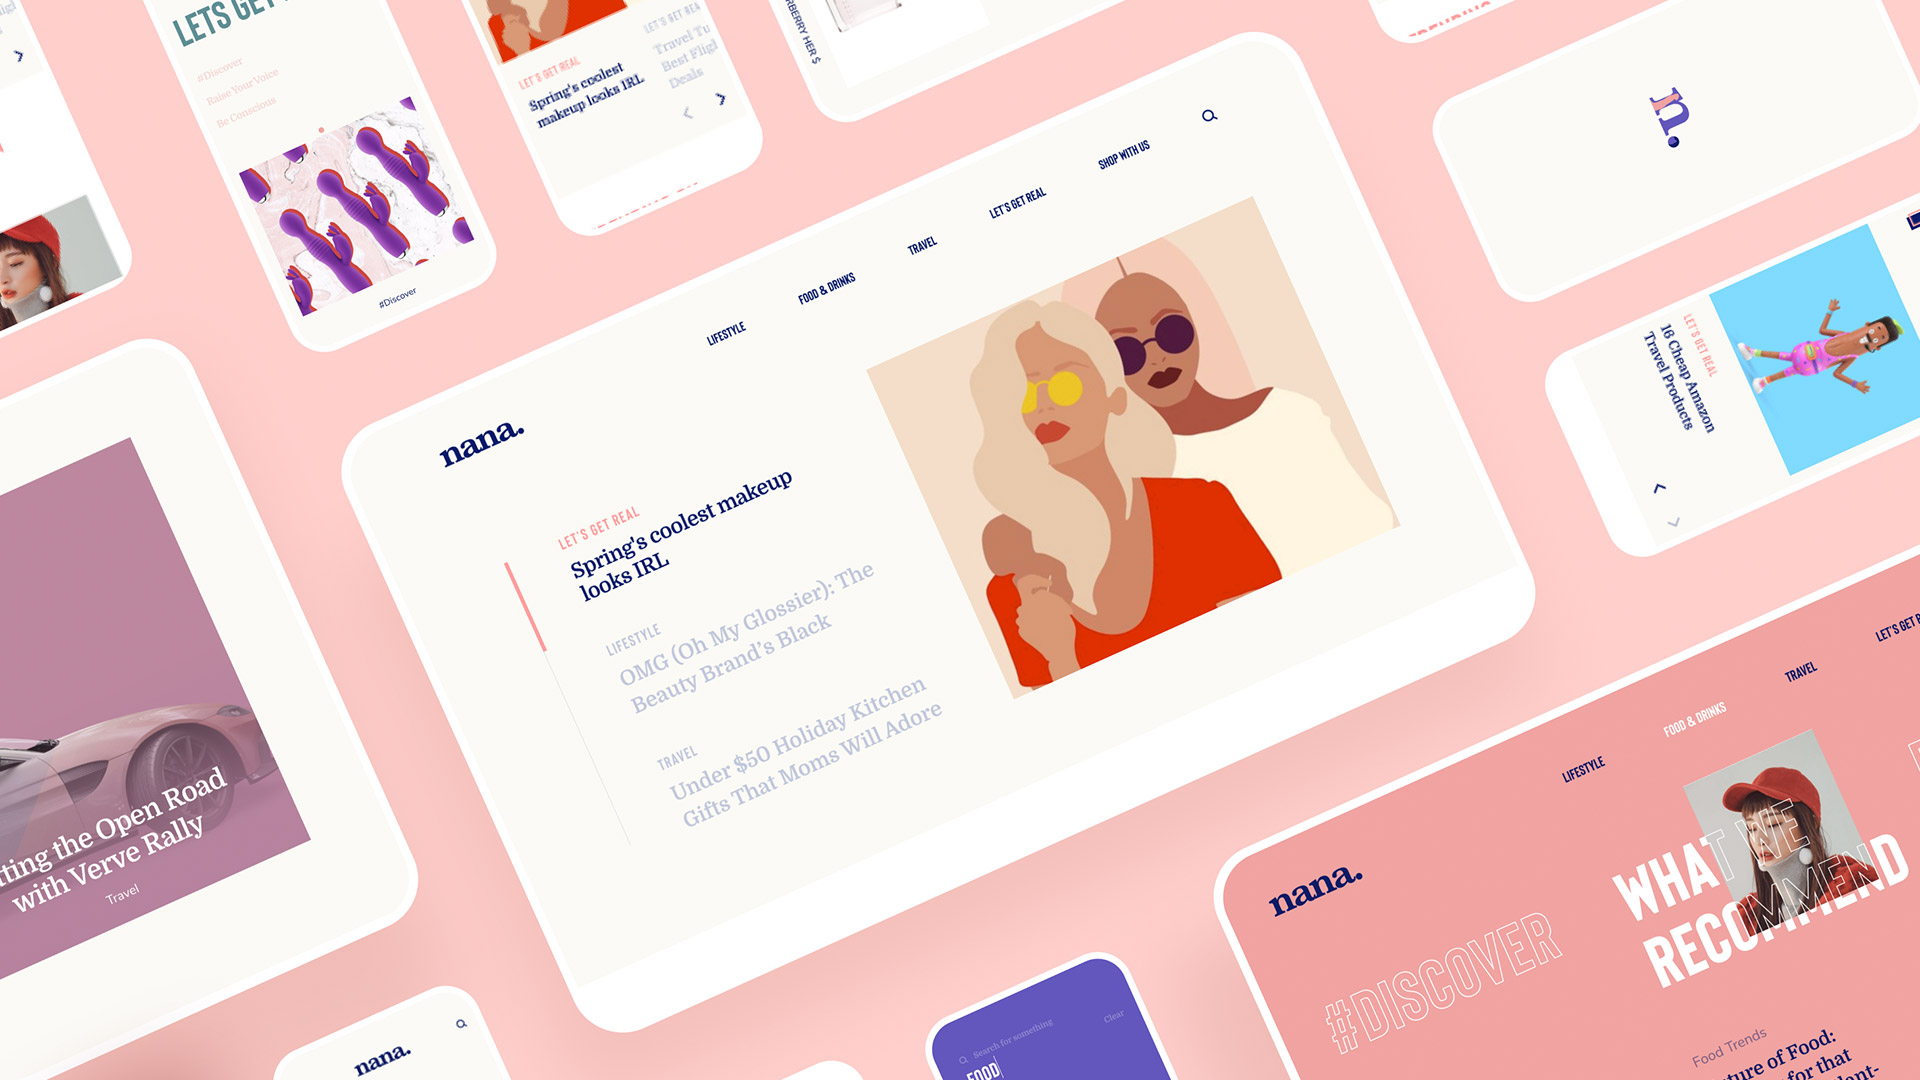 LETS GET
#Discover
Raise Your Voice
Be Conscious
#Discover
LET'S GET REAL
Spring's coolest
makeup looks IRL
LET'S GET REA
Travel Tu
Best Fligl
Deals
RBERRY HER $
n.
LIFESTYLE
FOOD & DRINKS
TRAVEL
LET'S GET REAL
SHOP WITH US
nana.
LET'S GET REAL
Spring's coolest makeup
looks IRL
LIFESTYLE
OMG (Oh My Glossier): The
Beauty Brand's Black
TRAVEL
Under $50 Holiday Kitchen
Gifts That Moms Will Adore
LET'S GET REAL
16 Cheap Amazon
Travel Products
tting the Open Road
with Verve Rally
Travel
nana.
Search for something
Clear
FOOD
LIFESTYLE
FOOD & DRINKS
TRAVEL
LET'S GET
nana.
#DISCOVER
WHAT WE
RECOMMEND
Food Trends
ture of Food:
for that
lent-